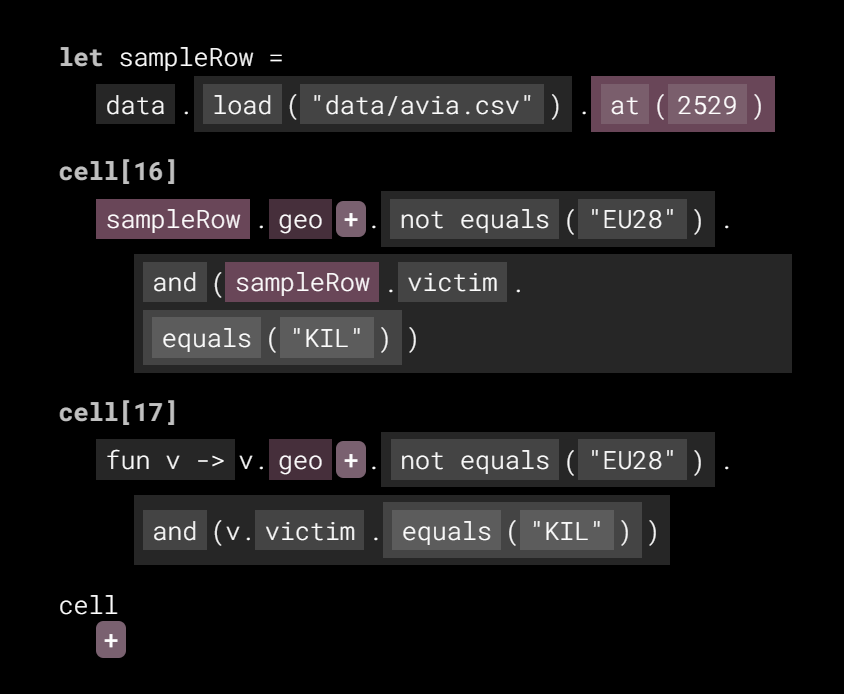 let sampleRow =
data . load ( "data/avia.csv" ) . at ( 2529 )
cell[16]
sampleRow . geo + . not equals ( "EU28" ) .
and ( sampleRow . victim .
equals ( "KIL" ) )
cell[17]
fun v -> v . geo + . not equals ( "EU28" ) .
and ( v . victim . equals ( "KIL" ) )
cell
+